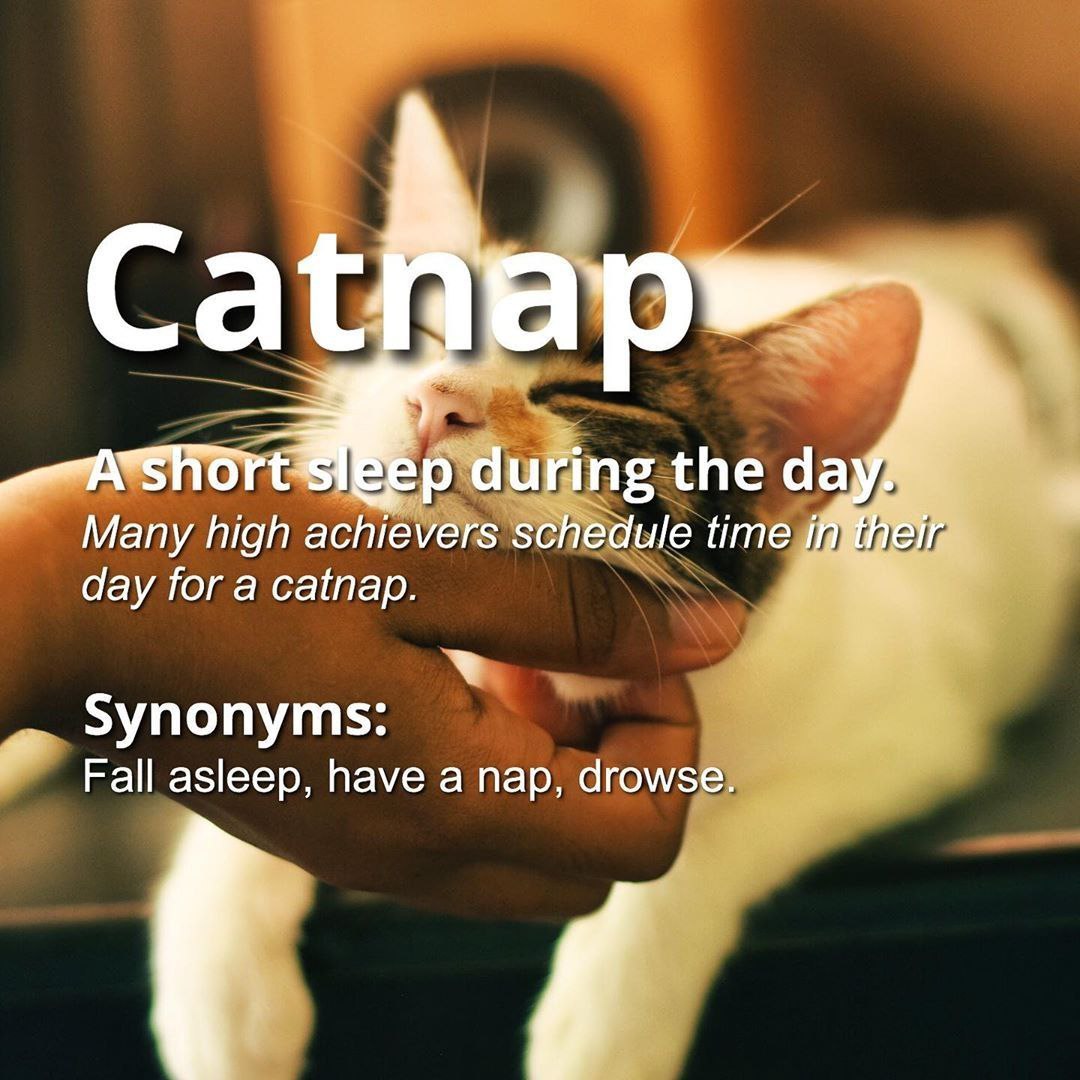 Catnap
A short sleep during the day.
Many high achievers schedule time in their
day for a catnap.
Synonyms:
Fall asleep, have a nap, drowse.